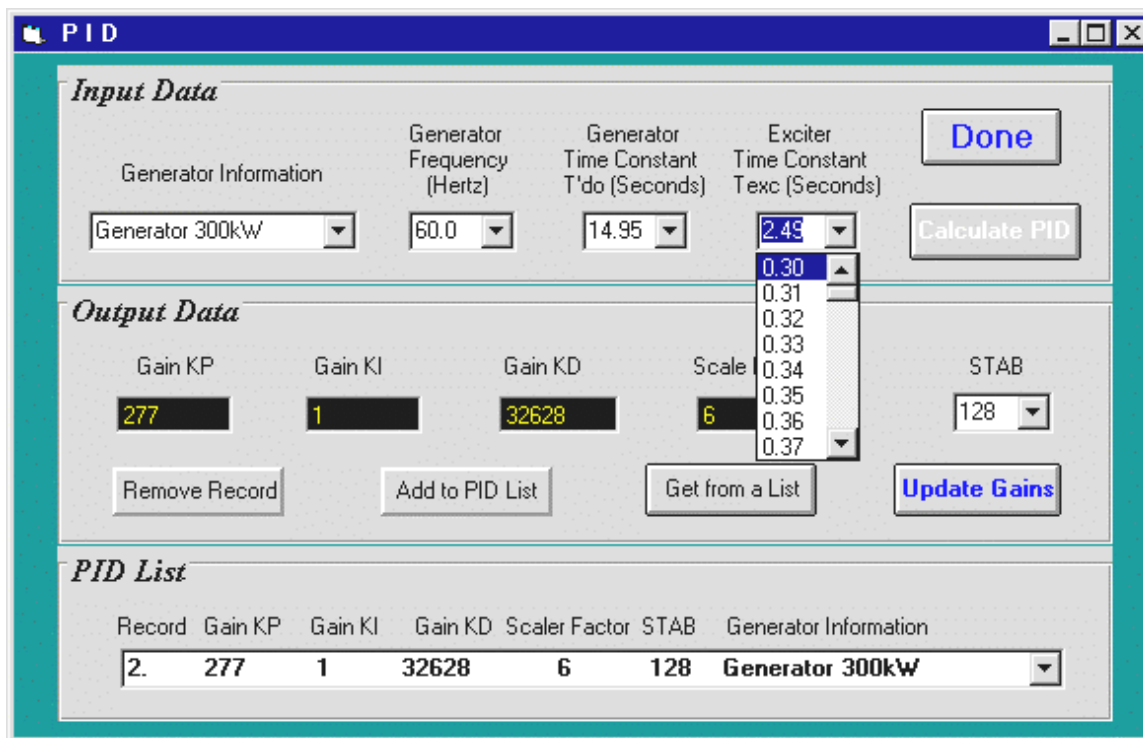 PID
Input Data
Generator Information
Generator
Frequency
(Hertz)
Generator
Time Constant
T'do (Seconds)
Exciter
Time Constant
Texc (Seconds)
Done
Generator 300kW
60.0
14.95
2.49
Calculate PID
0.30
0.31
0.32
0.33
0.34
0.35
0.36
0.37
Output Data
Gain KP
Gain KI
Gain KD
Scale
STAB
277
1
32628
6
128
Remove Record
Add to PID List
Get from a List
Update Gains
PID List
Record Gain KP Gain KI Gain KD Scaler Factor STAB Generator Information
2. 277 1 32628 6 128 Generator 300kW